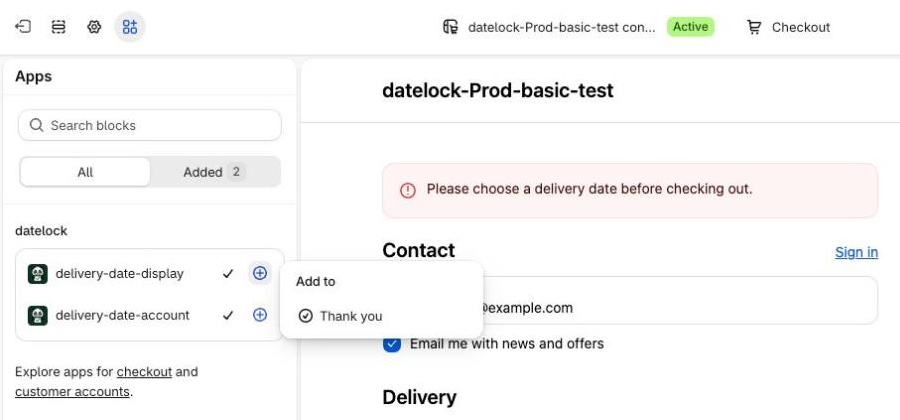 datelock-Prod-basic-test con... Active Checkout
Apps
Search blocks
All Added 2
datelock
delivery-date-display
delivery-date-account
Explore apps for checkout and
customer accounts.
Add to
Thank you
datelock-Prod-basic-test
Please choose a delivery date before checking out.
Contact
Sign in
@example.com
Email me with news and offers
Delivery